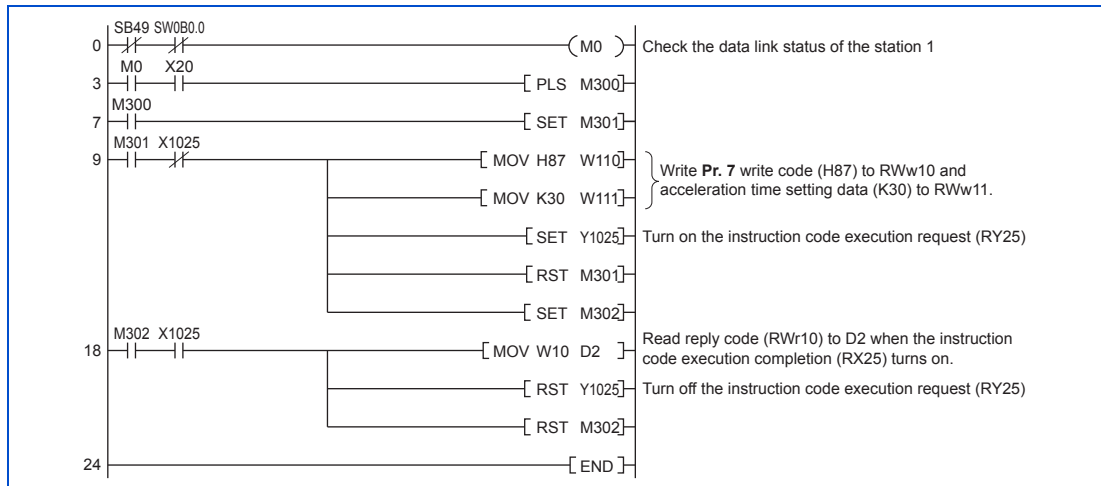 SB49 SW0B0.0
0 M0 Check the data link status of the station 1
M0 X20
3 PLS M300
M300
7 SET M301
M301 X1025
9 MOV H87 W110
Write Pr. 7 write code (H87) to RWw10 and
acceleration time setting data (K30) to RWw11.
MOV K30 W111
SET Y1025 Turn on the instruction code execution request (RY25)
RST M301
SET M302
M302 X1025
18 MOV W10 D2
Read reply code (RWr10) to D2 when the instruction
code execution completion (RX25) turns on.
RST Y1025 Turn off the instruction code execution request (RY25)
RST M302
24 END